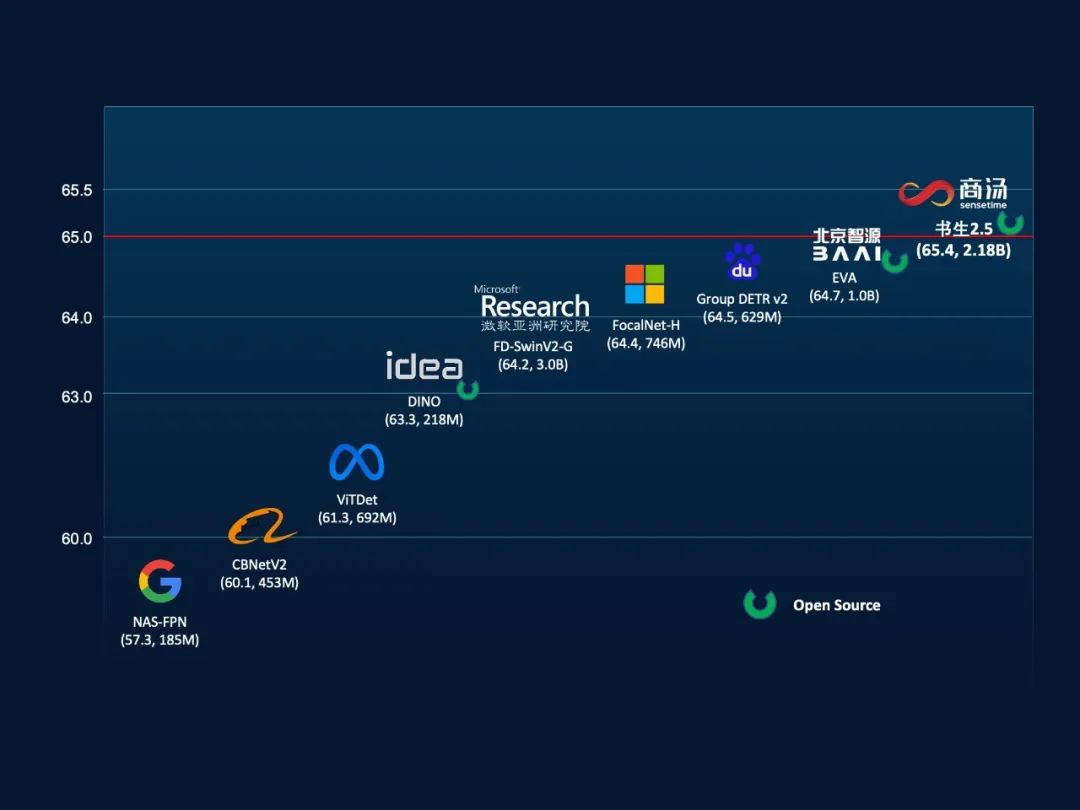 65.5
65.0
64.0
63.0
60.0
商汤
sensetime
书生2.5
(65.4, 2.18B)
北京智源
BAAI
EVA
(64.7, 1.0B)
du
Group DETR v2
(64.5, 629M)
FocalNet-H
(64.4, 746M)
Microsoft
Research
微软亚洲研究院
FD-SwinV2-G
(64.2, 3.0B)
idea
DINO
(63.3, 218M)
ViTDet
(61.3, 692M)
CBNetV2
(60.1, 453M)
G
NAS-FPN
(57.3, 185M)
Open Source